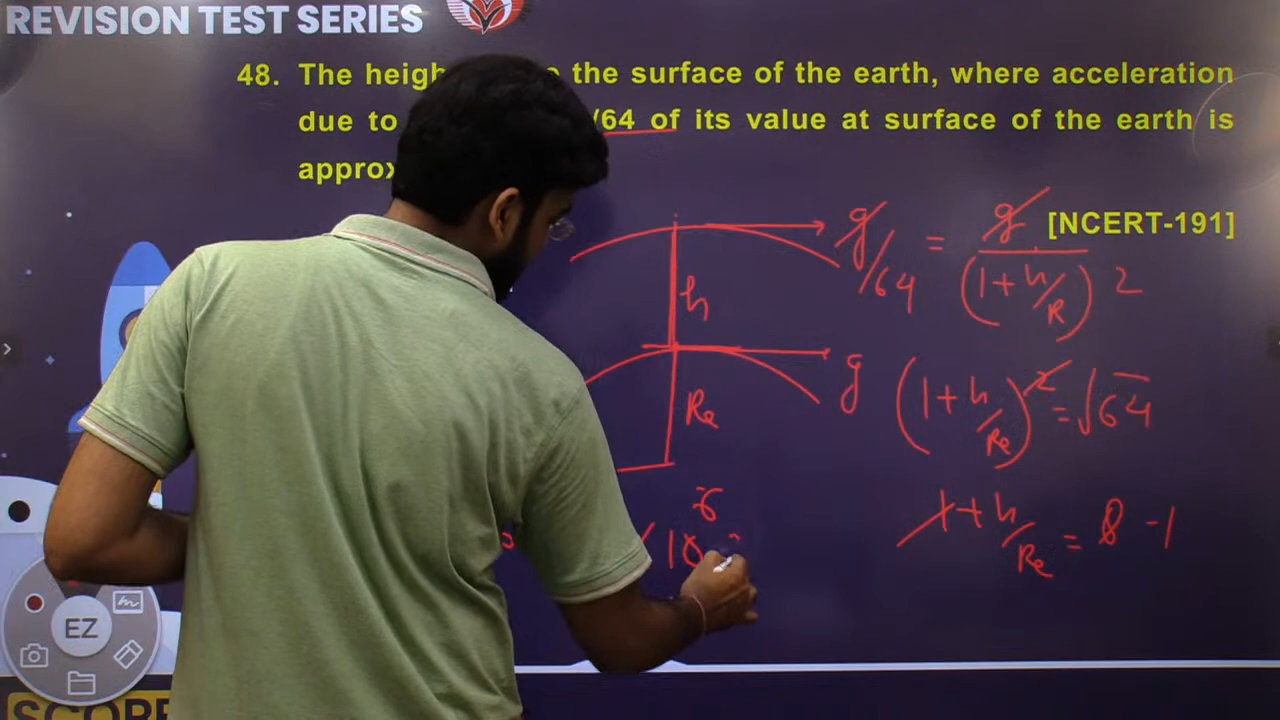 REVISION TEST SERIES
48. The heigh the surface of the earth, where acceleration
due to /64 of its value at surface of the earth is
approx
[NCERT-191]
g/64 = g/(1+h/R)2
h
g
Re
(1+h/Re)2 = √64
1+h/Re = 8 -1
EZ
SCORE